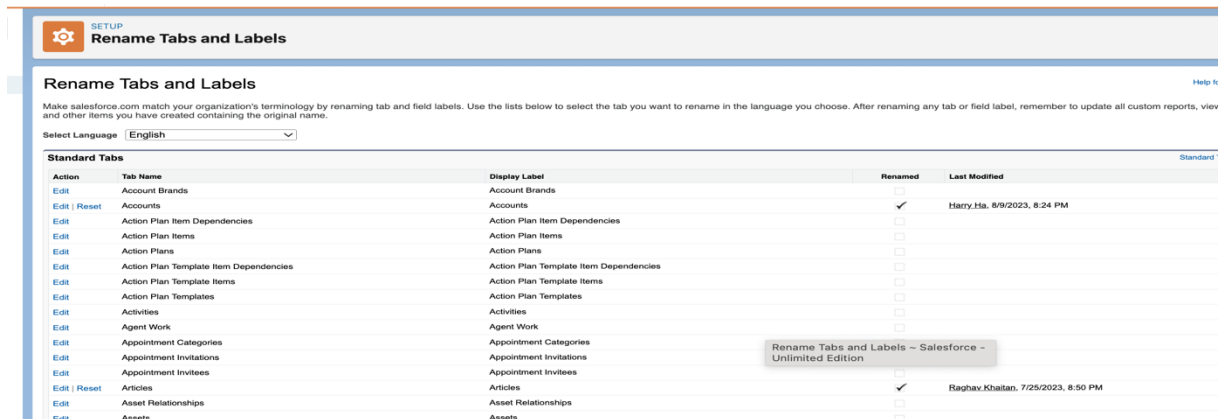 SETUP
Rename Tabs and Labels
Rename Tabs and Labels
Help fo
Make salesforce.com match your organization's terminology by renaming tab and field labels. Use the lists below to select the tab you want to rename in the language you choose. After renaming any tab or field label, remember to update all custom reports, view
and other items you have created containing the original name.
Select Language English
Standard Tabs Standard
Action Tab Name Display Label Renamed Last Modified
Edit Account Brands Account Brands
Edit | Reset Accounts Accounts Harry Ha, 8/9/2023, 8:24 PM
Edit Action Plan Item Dependencies Action Plan Item Dependencies
Edit Action Plan Items Action Plan Items
Edit Action Plans Action Plans
Edit Action Plan Template Item Dependencies Action Plan Template Item Dependencies
Edit Action Plan Template Items Action Plan Template Items
Edit Action Plan Templates Action Plan Templates
Edit Activities Activities
Edit Agent Work Agent Work
Edit Appointment Categories Appointment Categories
Edit Appointment Invitations Appointment Invitations
Rename Tabs and Labels ~ Salesforce -
Unlimited Edition
Edit Appointment Invitees Appointment Invitees
Edit | Reset Articles Articles Raghav Khaitan, 7/25/2023, 8:50 PM
Edit Asset Relationships Asset Relationships
Edit Assets Assets